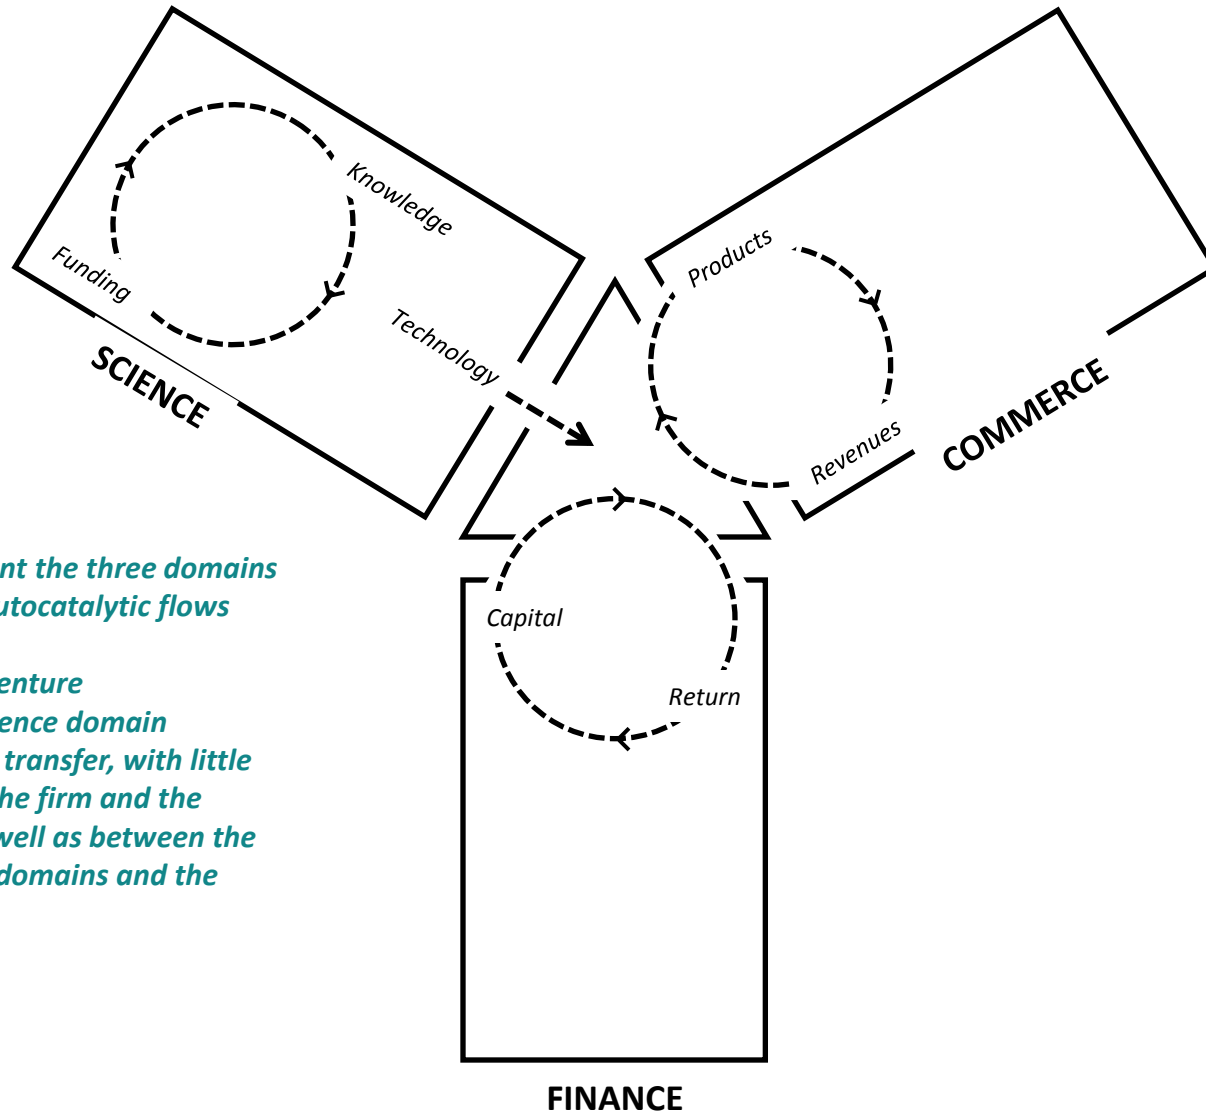 Knowledge
Funding
Technology
SCIENCE
Products
Revenues
COMMERCE
nt the three domains
utocatalytic flows
enture
ence domain
transfer, with little
he firm and the
well as between the
domains and the
Capital
Return
FINANCE